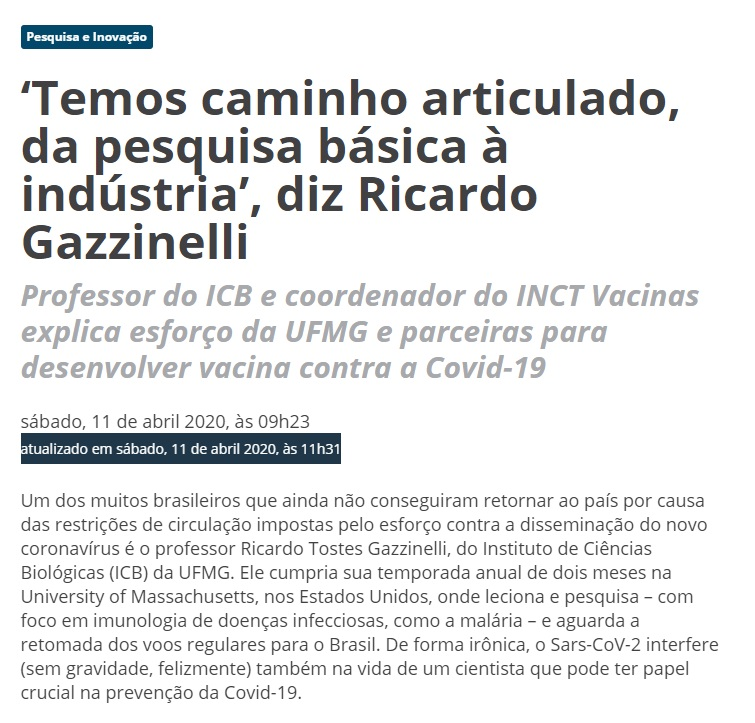 Pesquisa e Inovação
‘Temos caminho articulado,
da pesquisa básica à
indústria’, diz Ricardo
Gazzinelli
Professor do ICB e coordenador do INCT Vacinas
explica esforço da UFMG e parceiras para
desenvolver vacina contra a Covid-19
sábado, 11 de abril 2020, às 09h23
atualizado em sábado, 11 de abril 2020, às 11h31
Um dos muitos brasileiros que ainda não conseguiram retornar ao país por causa
das restrições de circulação impostas pelo esforço contra a disseminação do novo
coronavírus é o professor Ricardo Tostes Gazzinelli, do Instituto de Ciências
Biológicas (ICB) da UFMG. Ele cumpria sua temporada anual de dois meses na
University of Massachusetts, nos Estados Unidos, onde leciona e pesquisa – com
foco em imunologia de doenças infecciosas, como a malária – e aguarda a
retomada dos voos regulares para o Brasil. De forma irônica, o Sars-CoV-2 interfere
(sem gravidade, felizmente) também na vida de um cientista que pode ter papel
crucial na prevenção da Covid-19.